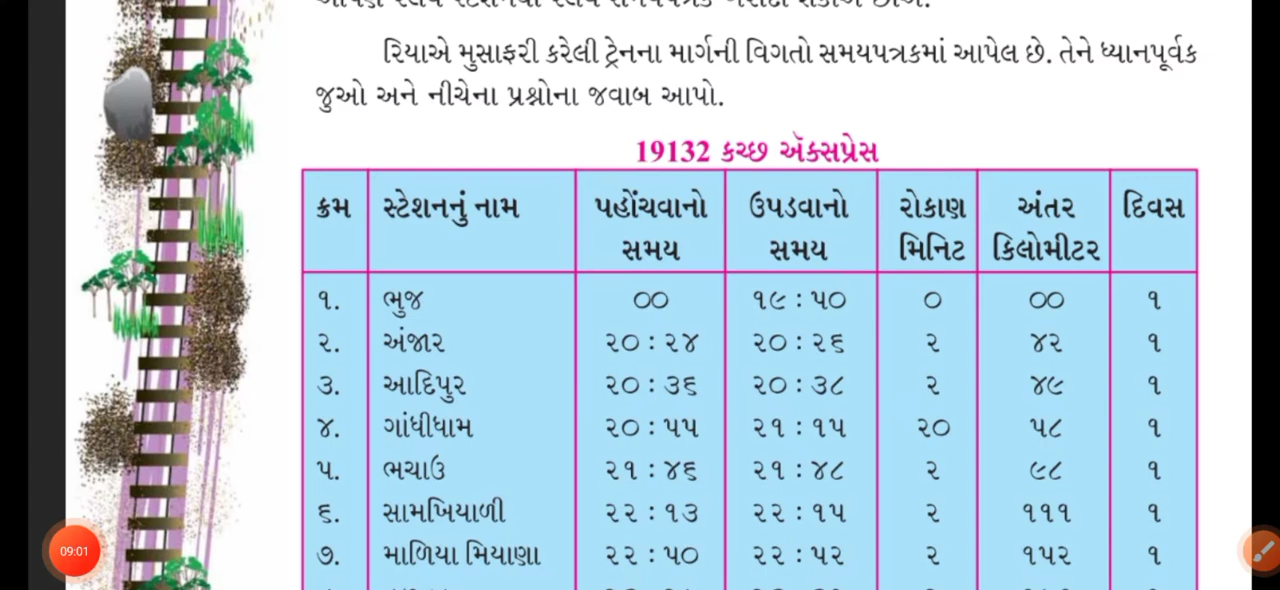 રિયાએ મુસાફરી કરેલી ટ્રેનના માર્ગની વિગતો સમયપત્રકમાં આપેલ છે. તેને ધ્યાનપૂર્વક
જુઓ અને નીચેના પ્રશ્નોના જવાબ આપો.
19132 કચ્છ ઍક્સપ્રેસ
ક્રમ સ્ટેશનનું નામ પહોંચવાનો સમય ઉપડવાનો સમય રોકાણ મિનિટ અંતર કિલોમીટર દિવસ
૧. ભુજ ૦૦ ૧૯ : ૫૦ ૦ ૦૦ ૧
૨. અંજાર ૨૦ : ૨૪ ૨૦ : ૨૬ ૨ ૪૨ ૧
૩. આદિપુર ૨૦ : ૩૬ ૨૦ : ૩૮ ૨ ૪૯ ૧
૪. ગાંધીધામ ૨૦ : ૫૫ ૨૧ : ૧૫ ૨૦ ૫૮ ૧
૫. ભચાઉ ૨૧ : ૪૬ ૨૧ : ૪૮ ૨ ૯૮ ૧
૬. સામખિયાળી ૨૨ : ૧૩ ૨૨ : ૧૫ ૨ ૧૧૧ ૧
૭. માળિયા મિયાણા ૨૨ : ૫૦ ૨૨ : ૫૨ ૨ ૧૫૨ ૧
09:01